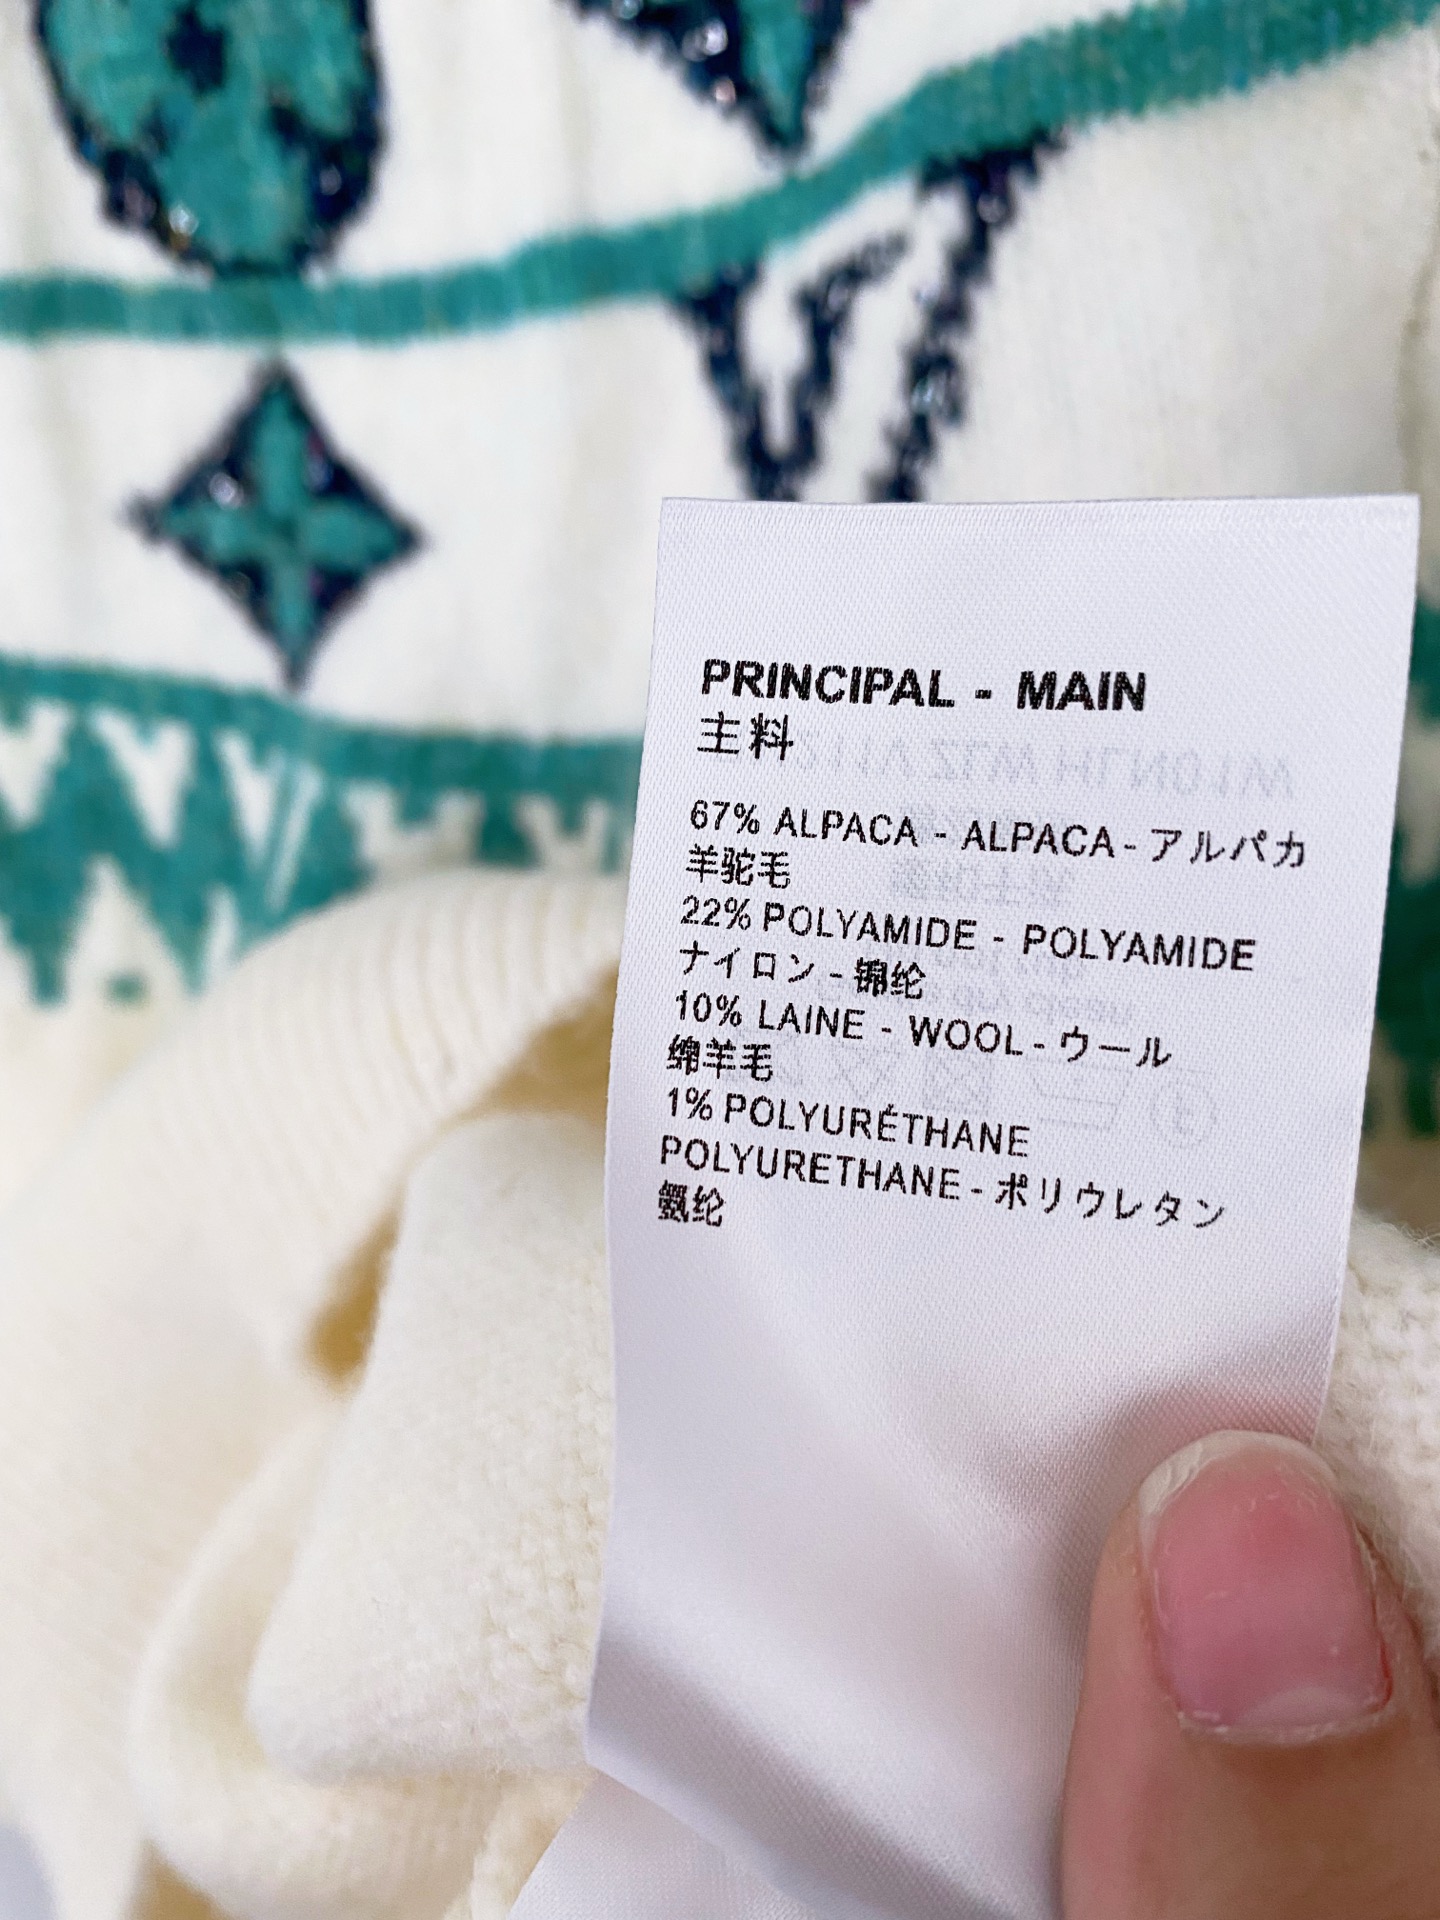 PRINCIPAL - MAIN
主料
67% ALPACA - ALPACA - アルパカ
羊驼毛
22% POLYAMIDE - POLYAMIDE
ナイロン - 锦纶
10% LAINE - WOOL - ウール
绵羊毛
1% POLYURÉTHANE
POLYURETHANE - ポリウレタン
氨纶